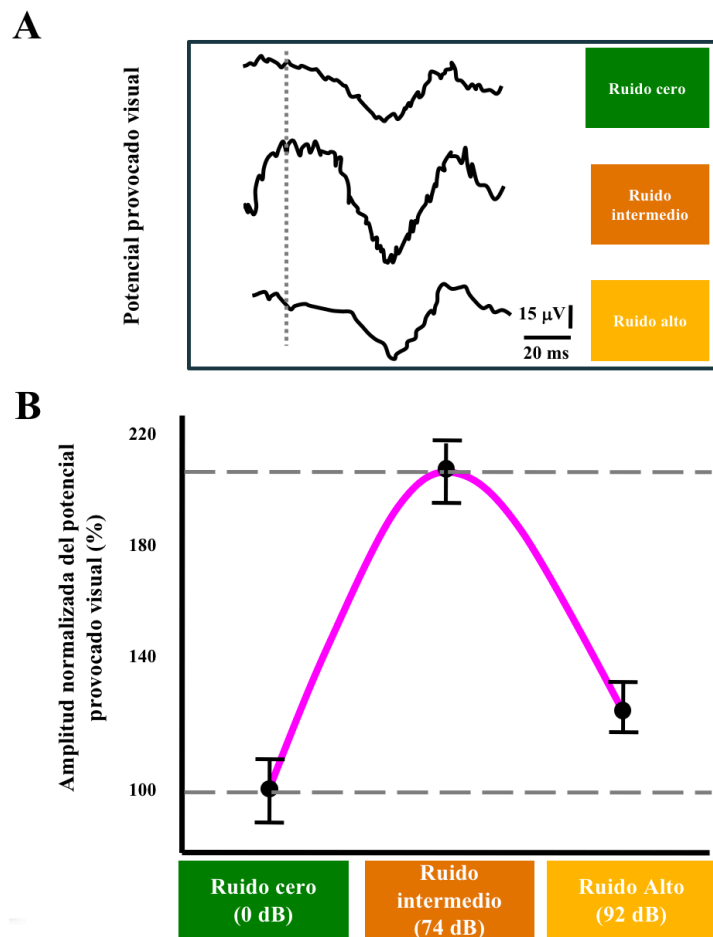 A
Potencial provocado visual
Ruido cero
Ruido
intermedio
Ruido alto
15 μV
20 ms
B
Amplitud normalizada del potencial
provocado visual (%)
220
180
140
100
Ruido cero
(0 dB)
Ruido
intermedio
(74 dB)
Ruido Alto
(92 dB)